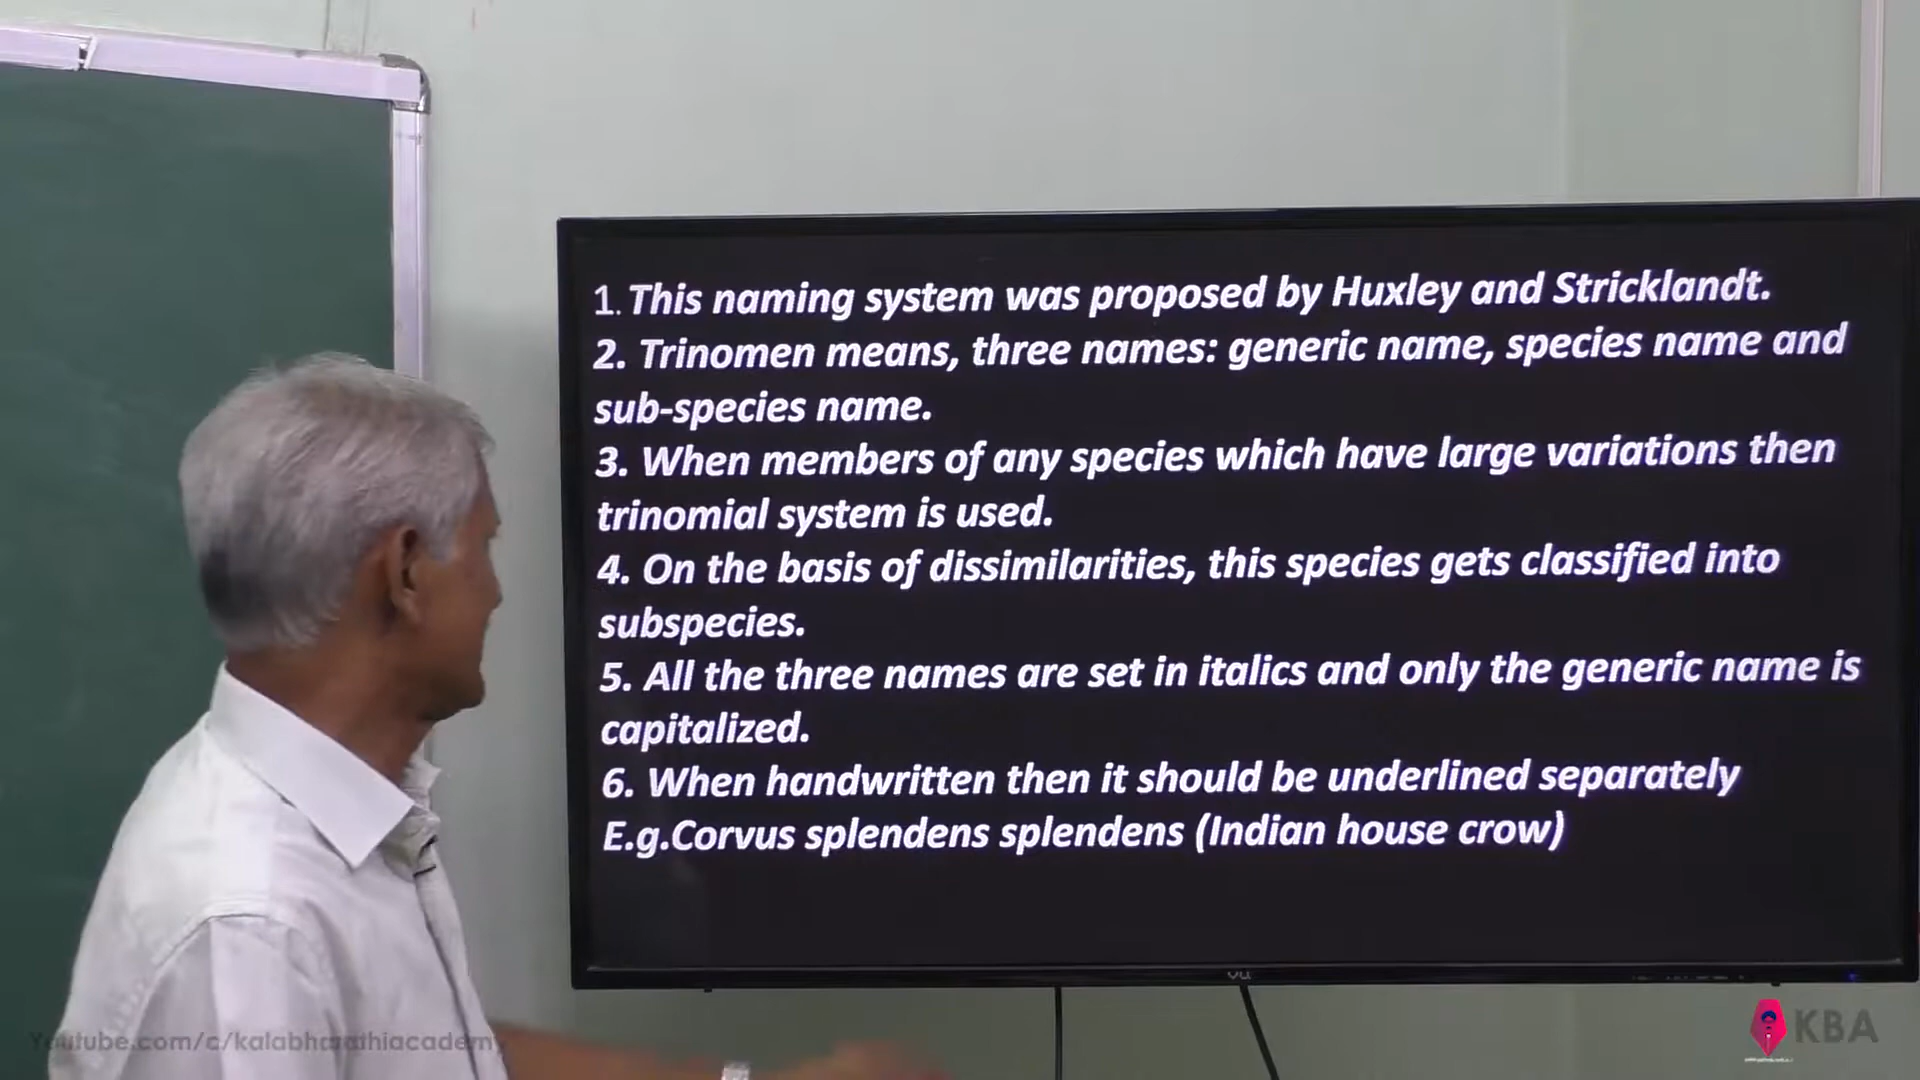 1. This naming system was proposed by Huxley and Stricklandt.
2. Trinomen means, three names: generic name, species name and
sub-species name.
3. When members of any species which have large variations then
trinomial system is used.
4. On the basis of dissimilarities, this species gets classified into
subspecies.
5. All the three names are set in italics and only the generic name is
capitalized.
6. When handwritten then it should be underlined separately
E.g.Corvus splendens splendens (Indian house crow)
Youtube.com/c/kalabharathiacademy
KBA